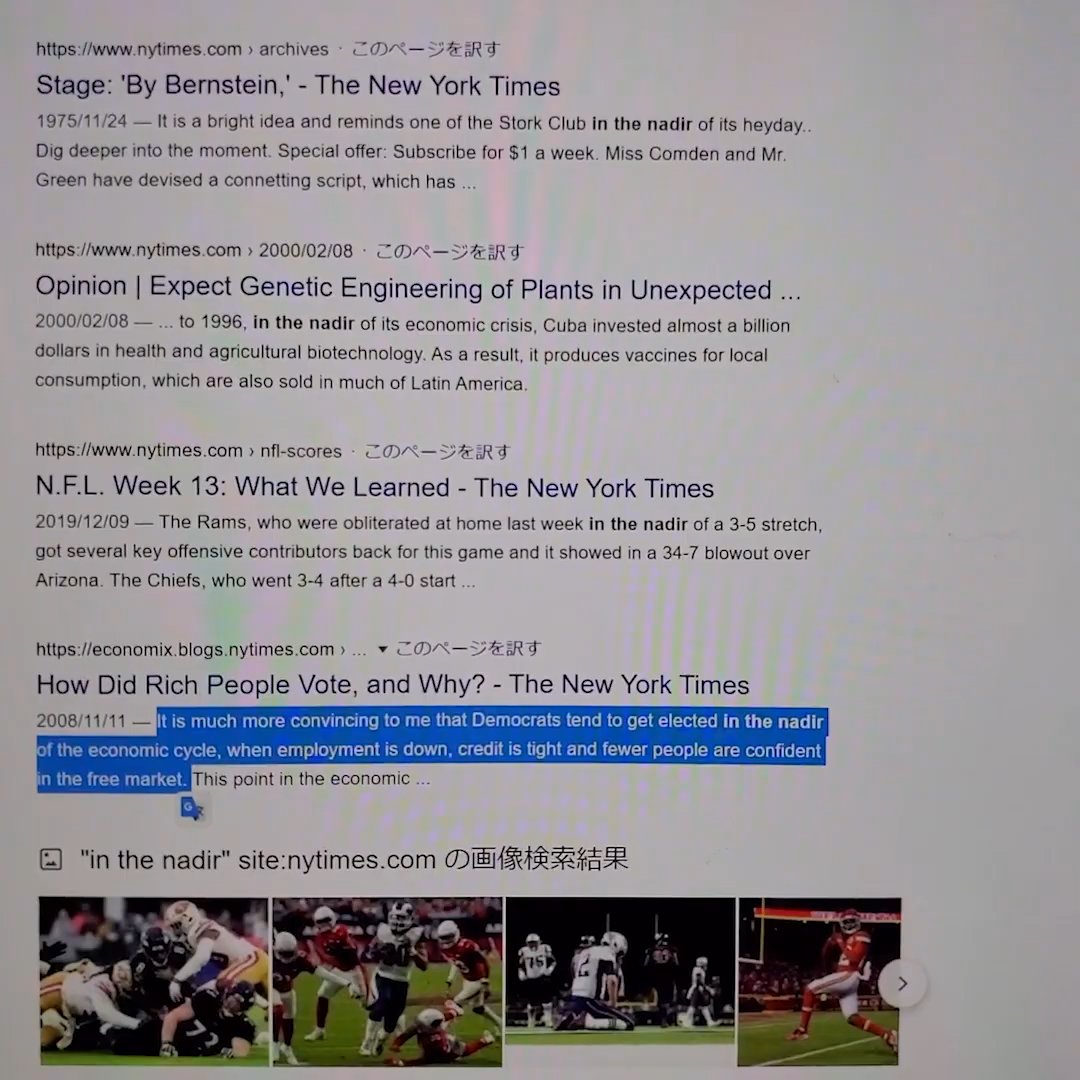 https://www.nytimes.com › archives · このページを訳す
Stage: 'By Bernstein,' - The New York Times
1975/11/24 — It is a bright idea and reminds one of the Stork Club in the nadir of its heyday..
Dig deeper into the moment. Special offer: Subscribe for $1 a week. Miss Comden and Mr.
Green have devised a connetting script, which has ...
https://www.nytimes.com › 2000/02/08 · このページを訳す
Opinion | Expect Genetic Engineering of Plants in Unexpected ...
2000/02/08 — ... to 1996, in the nadir of its economic crisis, Cuba invested almost a billion
dollars in health and agricultural biotechnology. As a result, it produces vaccines for local
consumption, which are also sold in much of Latin America.
https://www.nytimes.com › nfl-scores · このページを訳す
N.F.L. Week 13: What We Learned - The New York Times
2019/12/09 — The Rams, who were obliterated at home last week in the nadir of a 3-5 stretch,
got several key offensive contributors back for this game and it showed in a 34-7 blowout over
Arizona. The Chiefs, who went 3-4 after a 4-0 start ...
https://economix.blogs.nytimes.com › ... ▼ このページを訳す
How Did Rich People Vote, and Why? - The New York Times
2008/11/11 — It is much more convincing to me that Democrats tend to get elected in the nadir
of the economic cycle, when employment is down, credit is tight and fewer people are confident
in the free market. This point in the economic ...
"in the nadir" site:nytimes.com の画像検索結果